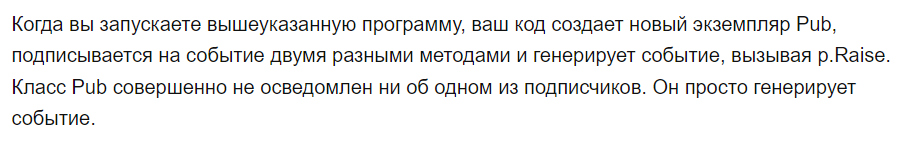 Когда вы запускаете вышеуказанную программу, ваш код создает новый экземпляр Pub,
подписывается на событие двумя разными методами и генерирует событие, вызывая p.Raise.
Класс Pub совершенно не осведомлен ни об одном из подписчиков. Он просто генерирует
событие.